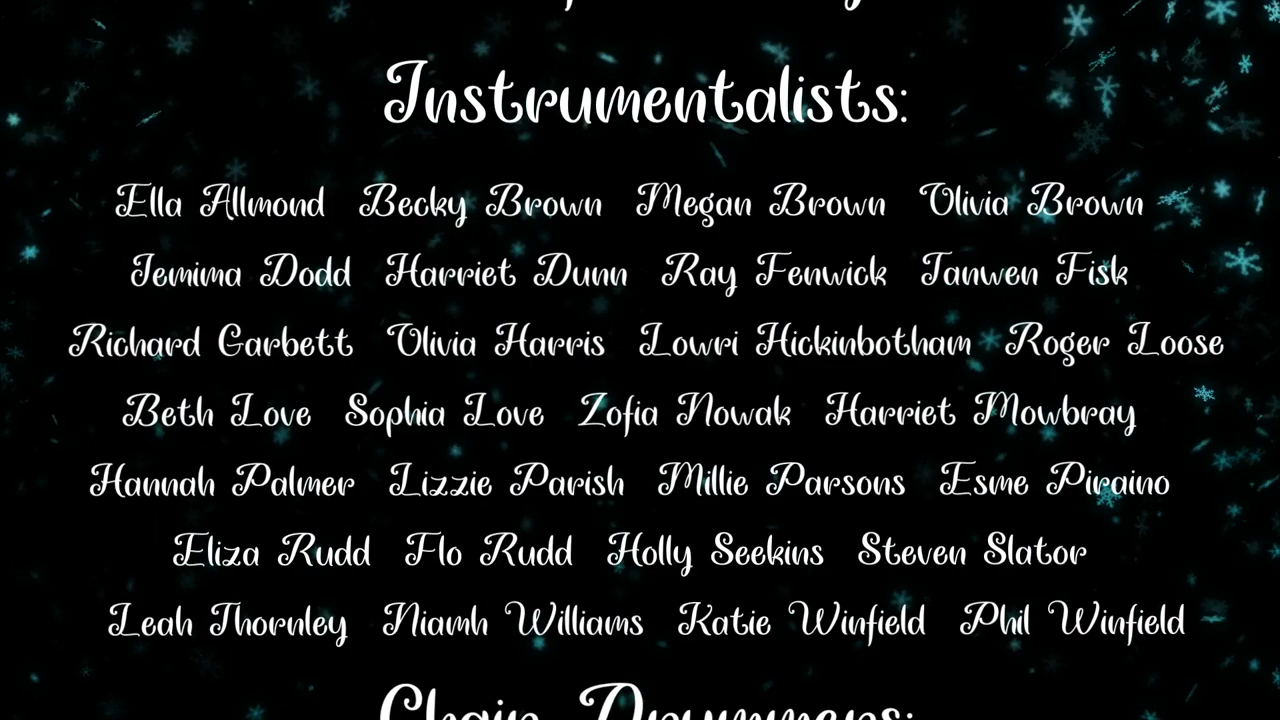 Instrumentalists:
Ella Allmond Becky Brown Megan Brown Olivia Brown
Jemima Dodd Harriet Dunn Ray Fenwick Tanwen Fisk
Richard Garbett Olivia Harris Lowri Hickinbotham Roger Loose
Beth Love Sophia Love Zofia Nowak Harriet Mowbray
Hannah Palmer Lizzie Parish Millie Parsons Esme Piraino
Eliza Rudd Flo Rudd Holly Seekins Steven Slator
Leah Thornley Niamh Williams Katie Winfield Phil Winfield